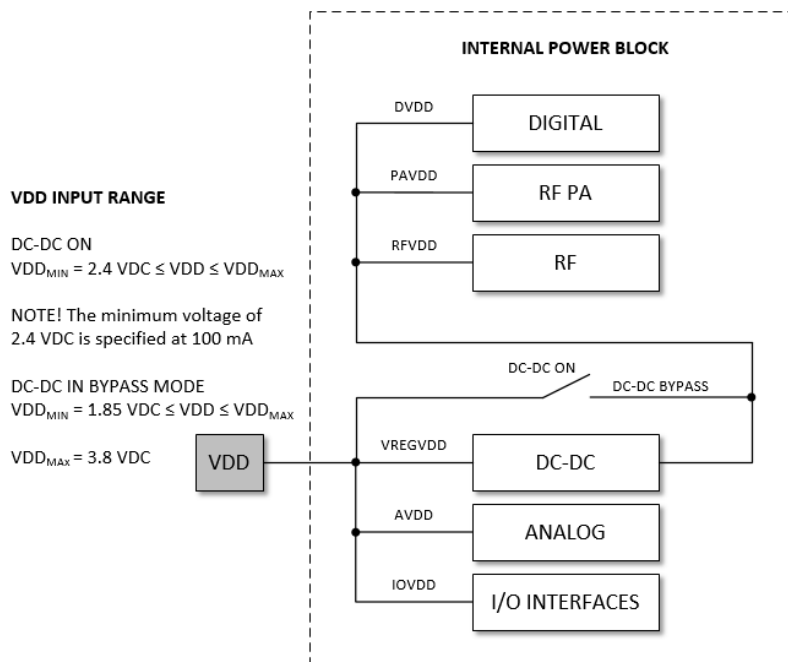 INTERNAL POWER BLOCK
DVDD
DIGITAL
PAVDD
RF PA
RFVDD
RF
VDD INPUT RANGE
DC-DC ON
VDDMIN = 2.4 VDC ≤ VDD ≤ VDDMAX
NOTE! The minimum voltage of
2.4 VDC is specified at 100 mA
DC-DC IN BYPASS MODE
VDDMIN = 1.85 VDC ≤ VDD ≤ VDDMAX
VDDMAX = 3.8 VDC
VDD
DC-DC ON
DC-DC BYPASS
VREGVDD
DC-DC
AVDD
ANALOG
IOVDD
I/O INTERFACES